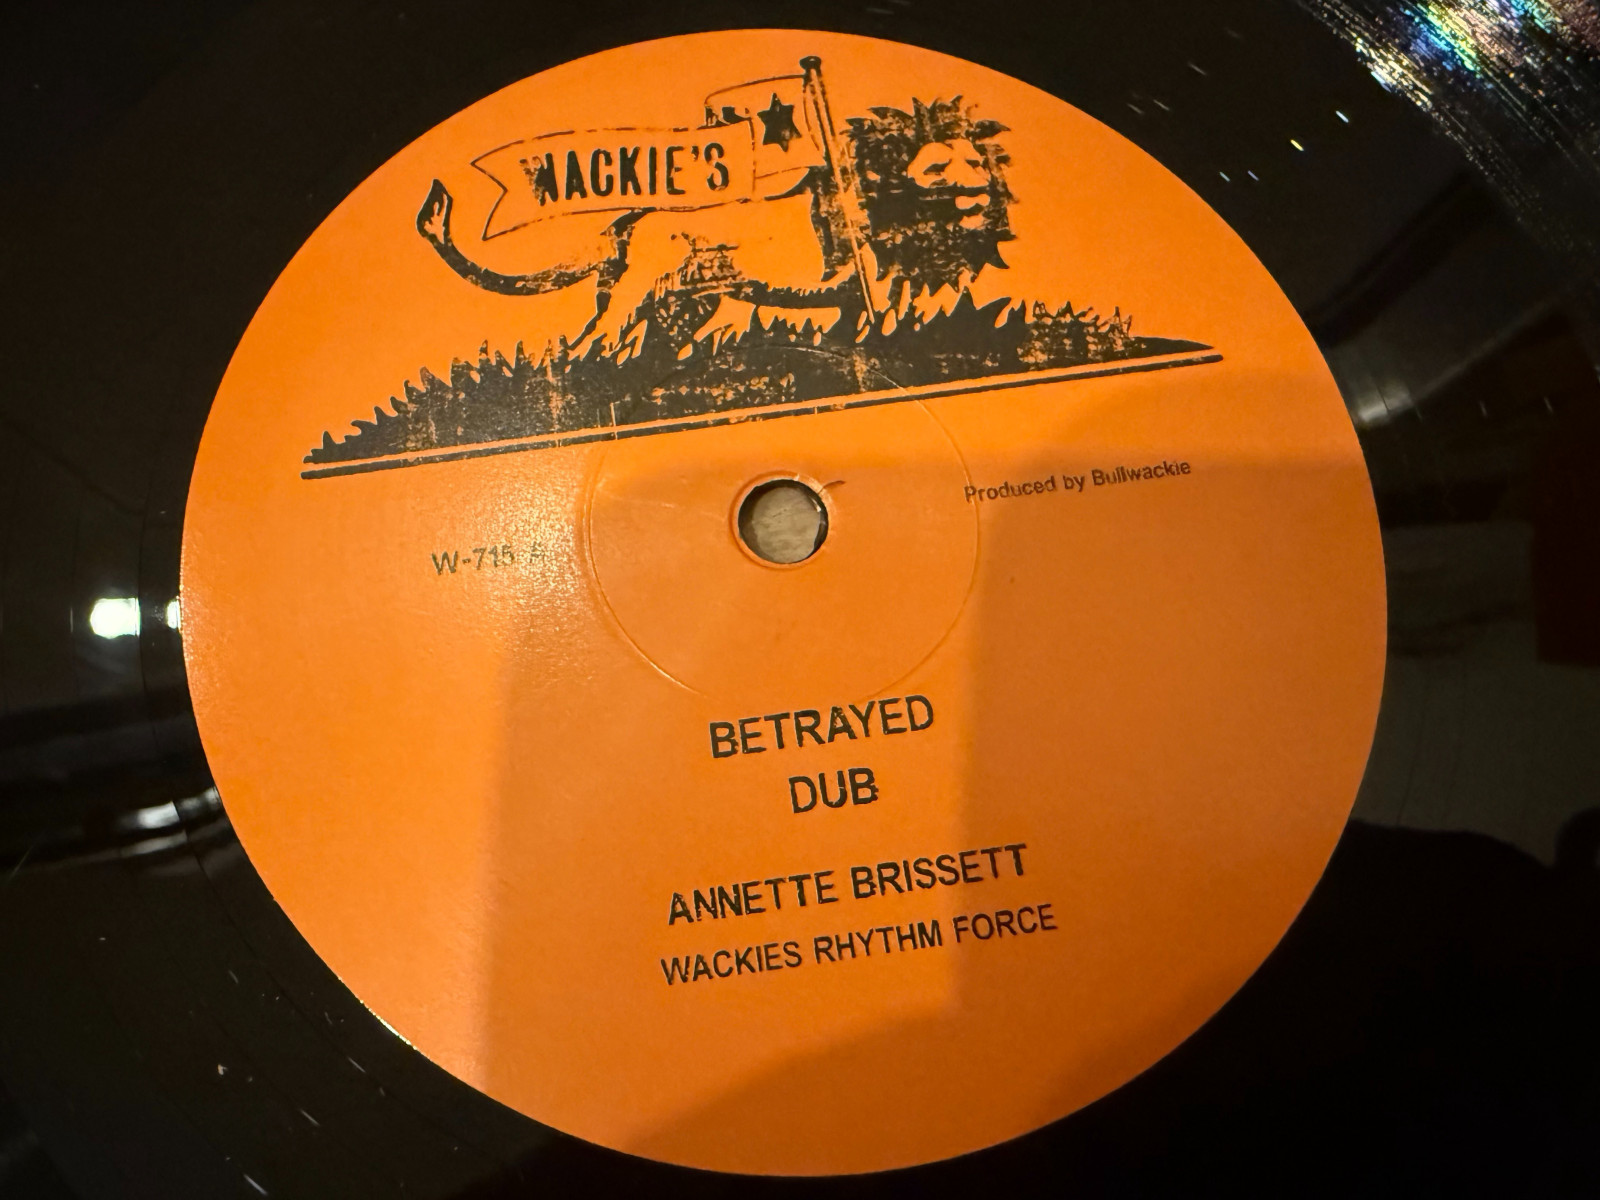 WACKIE'S
Produced by Bullwackie
W-715 A
BETRAYED
DUB
ANNETTE BRISSETT
WACKIES RHYTHM FORCE